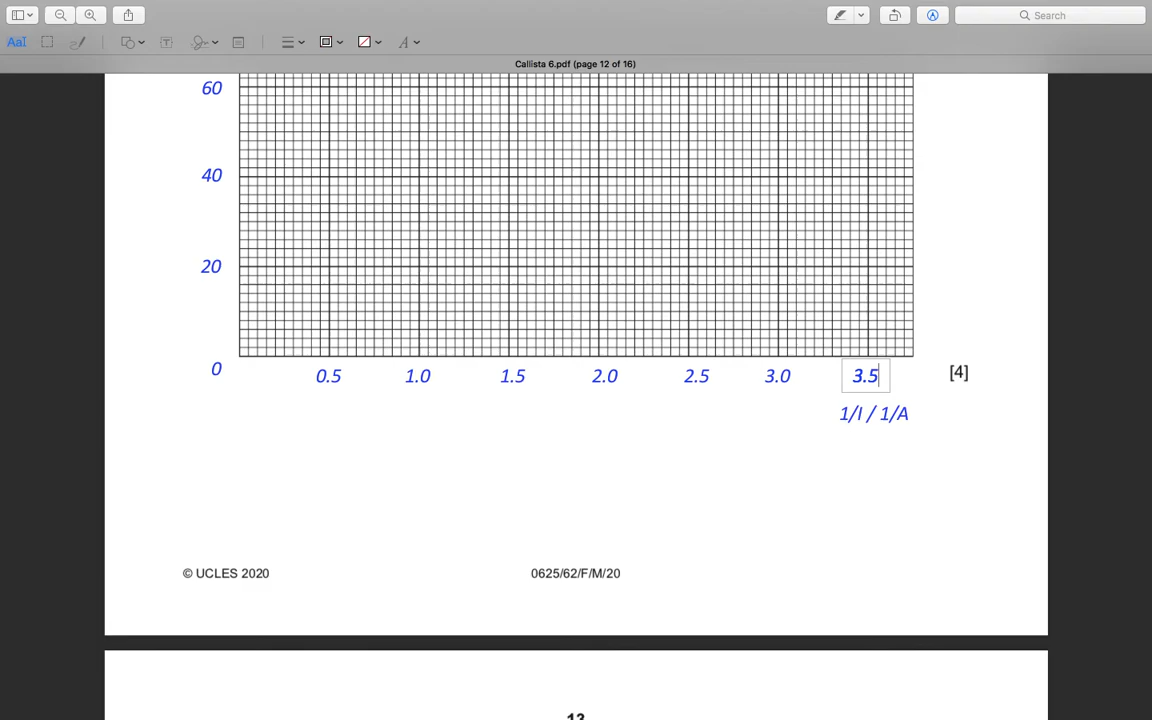 Search
AaI
Callista 6.pdf (page 12 of 16)
60
40
20
0
0.5 1.0 1.5 2.0 2.5 3.0 3.5 [4]
1/I / 1/A
© UCLES 2020 0625/62/F/M/20
13